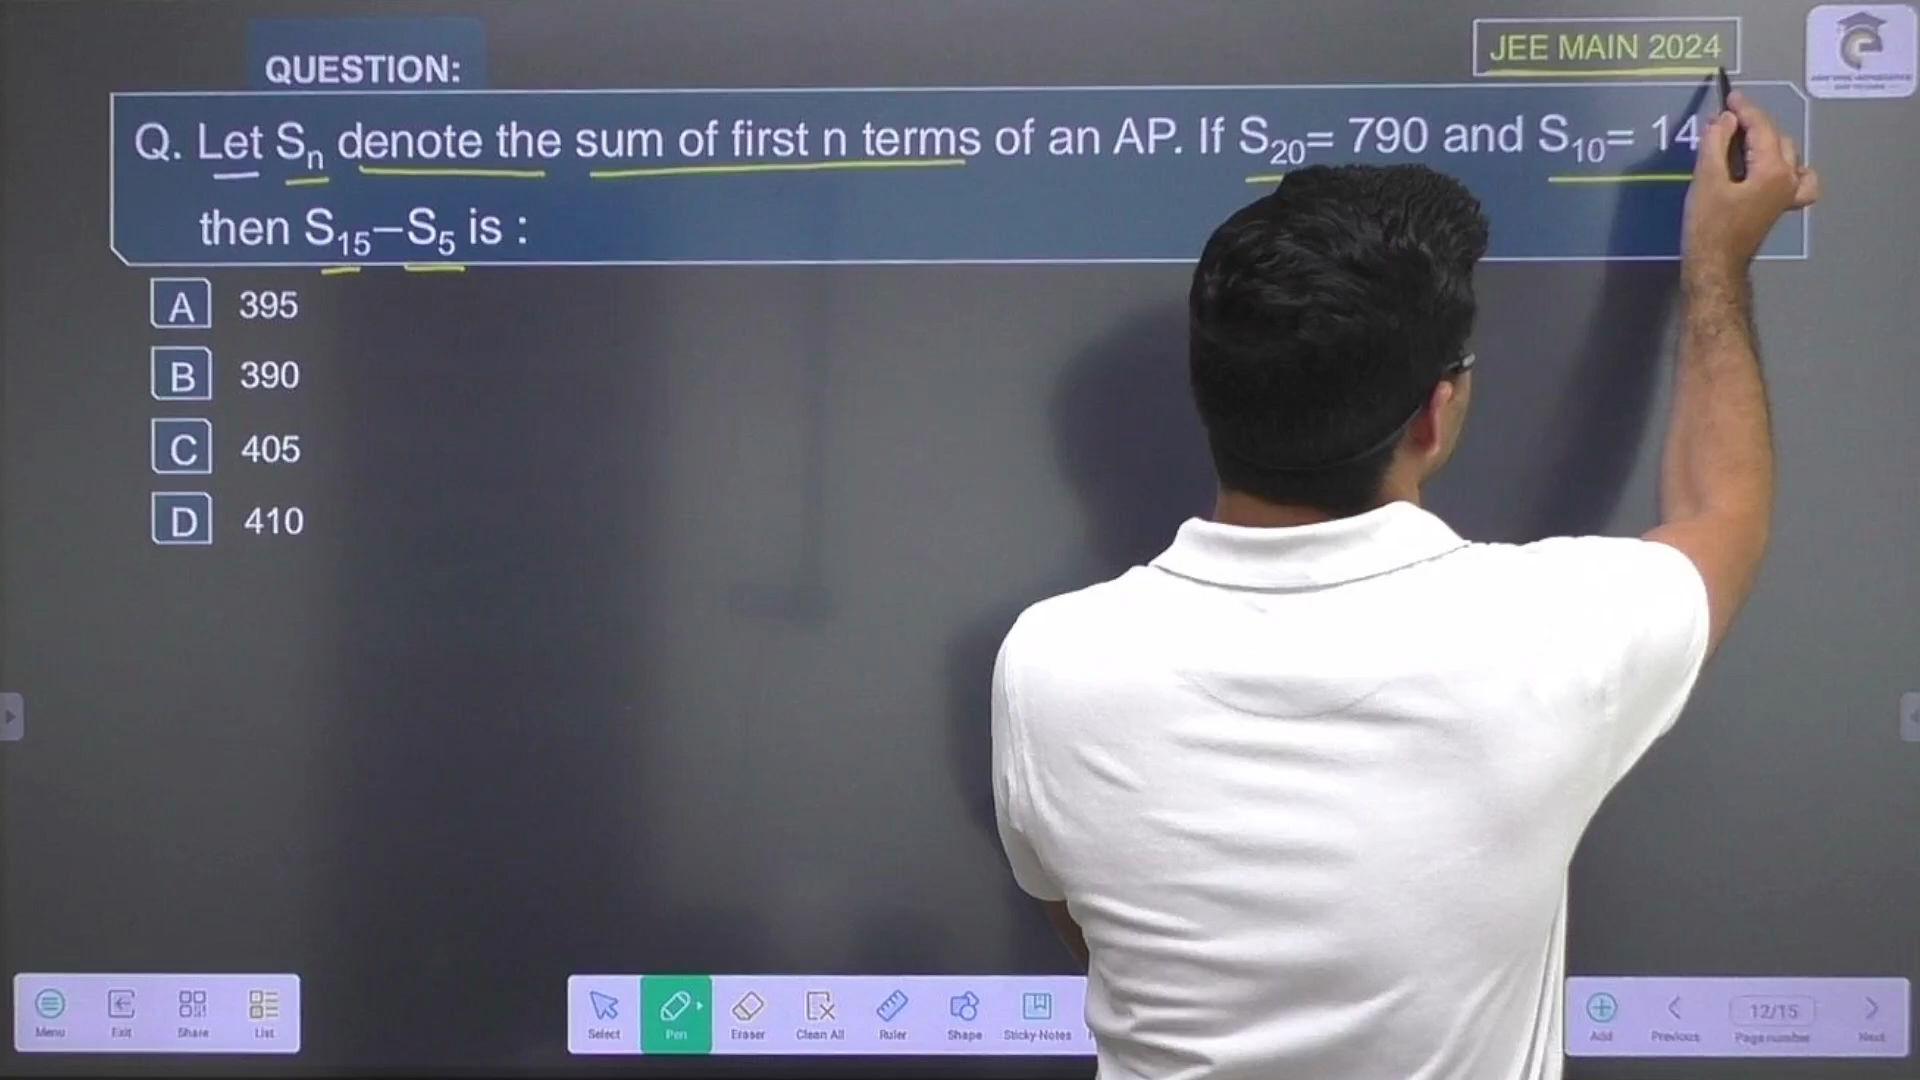 QUESTION:
JEE MAIN 2024
Q. Let Sn denote the sum of first n terms of an AP. If S20= 790 and S10= 14
then S15–S5 is :
A 395
B 390
C 405
D 410
Menu Exit Share List
Select Pen Eraser Clean All Ruler Shape Sticky-Notes
Add Previous 12/15 Page number Next